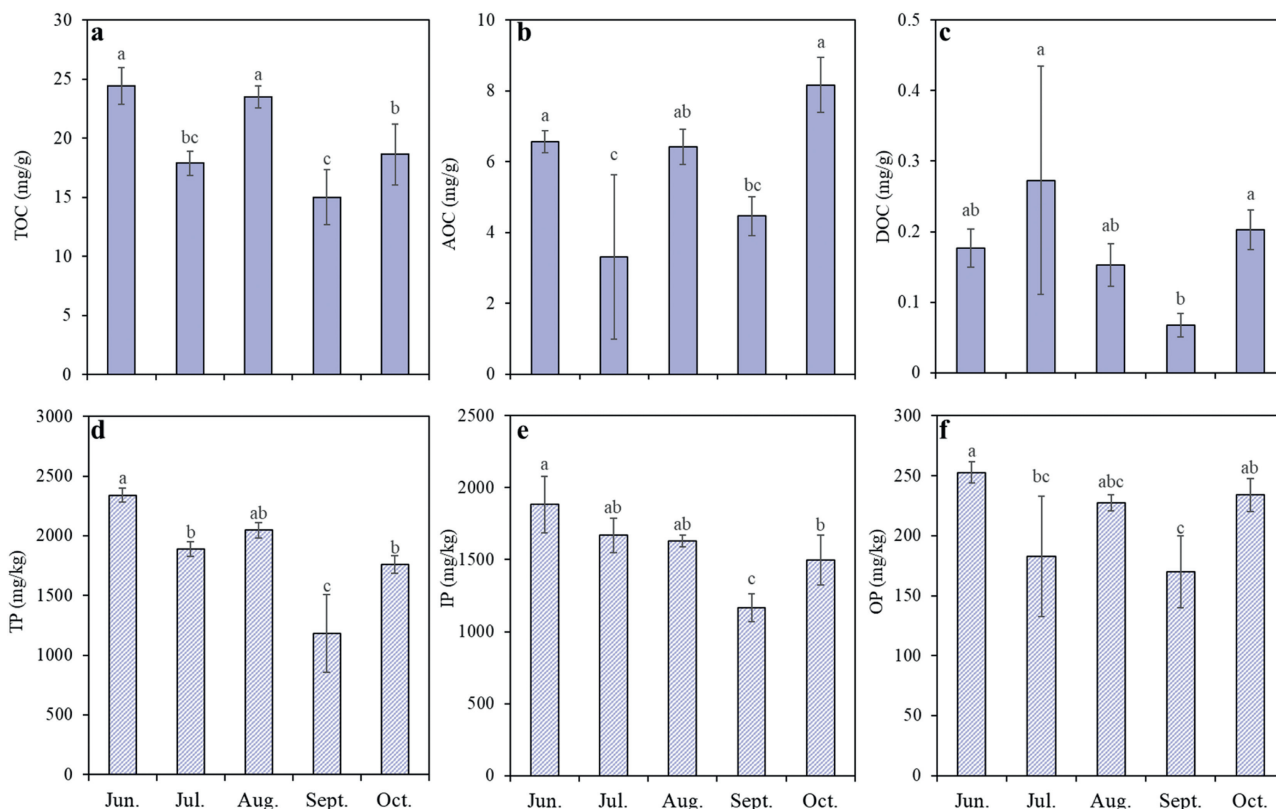 a
TOC (mg/g)
30
25
20
15
10
5
0
a
bc
a
c
b
b
AOC (mg/g)
10
8
6
4
2
0
a
c
ab
bc
a
c
DOC (mg/g)
0.5
0.4
0.3
0.2
0.1
0
ab
a
ab
b
a
d
TP (mg/kg)
3000
2500
2000
1500
1000
500
0
a
b
ab
c
b
Jun. Jul. Aug. Sept. Oct.
e
IP (mg/kg)
2500
2000
1500
1000
500
0
a
ab
ab
c
b
Jun. Jul. Aug. Sept. Oct.
f
OP (mg/kg)
300
250
200
150
100
50
0
a
bc
abc
c
ab
Jun. Jul. Aug. Sept. Oct.